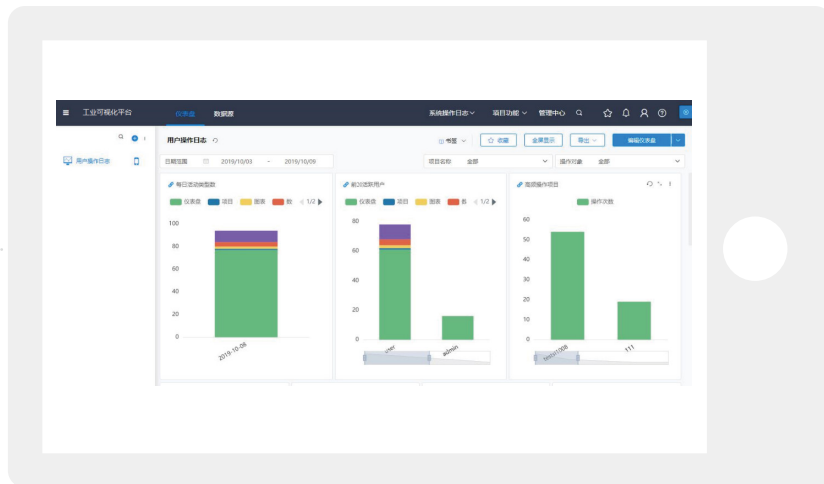 工业可视化平台 仪表盘 数据源 系统操作日志 项目功能 管理中心
用户操作日志 书签 收藏 全屏显示 导出 编辑仪表盘
用户操作日志
日期范围 2019/10/03 - 2019/10/09 项目名称 全部 操作对象 全部
每日活动类型数
仪表盘 项目 图表 数 1/2
100
80
60
40
20
0
2019-10-08
前20活跃用户
仪表盘 项目 图表 数 1/2
80
60
40
20
0
user admin
高频操作项目
操作次数
60
50
40
30
20
10
0
111